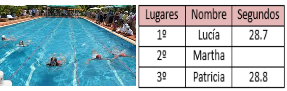 Lugares Nombre Segundos
1º Lucía 28.7
2º Martha
3º Patricia 28.8